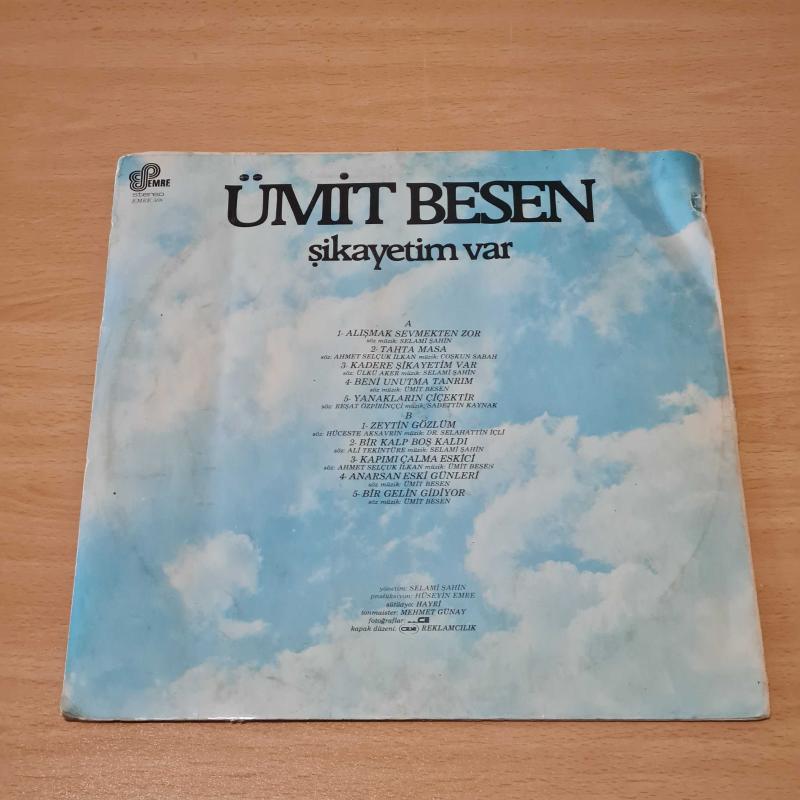 EMRE
stereo
ÜMİT BESEN
şikayetim var
A
1- ALIŞMAK SEVMEKTEN ZOR
söz müzik: SELAMİ ŞAHİN
2- TAHTA MASA
söz: AHMET SELÇUK İLKAN müzik: COŞKUN SABAH
3- KADERE ŞİKAYETİM VAR
söz: ÜLKÜ AKER müzik: SELAMİ ŞAHİN
4- BENİ UNUTMA TANRIM
söz müzik: ÜMİT BESEN
5- YANAKLARIN ÇİÇEKTİR
söz: REŞAT ÖZPİRİNÇÇİ müzik: SADETTİN KAYNAK
B
1- ZEYTİN GÖZLÜM
söz: HÜCESTE AKSAVRIN müzik: DR. SELAHATTİN İÇLİ
2- BİR KALP BOŞ KALDI
söz: ALİ TEKİNTÜRE müzik: SELAMİ ŞAHİN
3- KAPIMI ÇALMA ESKİCİ
söz: AHMET SELÇUK İLKAN müzik: ÜMİT BESEN
4- ANARSAN ESKİ GÜNLERİ
söz müzik: ÜMİT BESEN
5- BİR GELİN GİDİYOR
söz müzik: ÜMİT BESEN
yönetim: SELAMİ ŞAHİN
prodüksiyon: HÜSEYİN EMRE
stüdyo: HAYRİ
tonmaister: MEHMET GÜNAY
fotoğraflar:
kapak düzeni: REKLAMCILIK